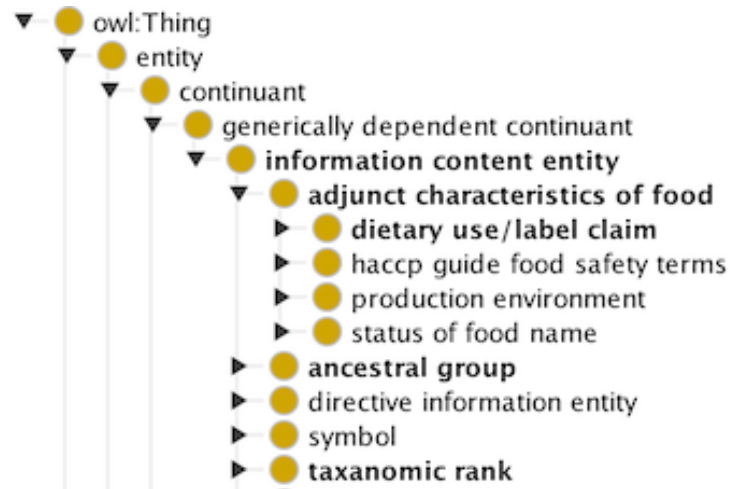 owl:Thing
entity
continuant
generically dependent continuant
information content entity
adjunct characteristics of food
dietary use/label claim
haccp guide food safety terms
production environment
status of food name
ancestral group
directive information entity
symbol
taxanomic rank